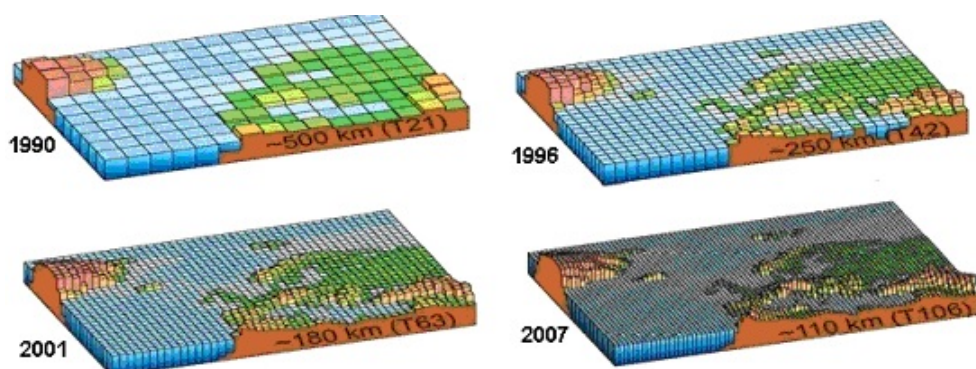 1990
~500 km (T21)
1996
~250 km (T42)
2001
~180 km (T63)
2007
~110 km (T106)